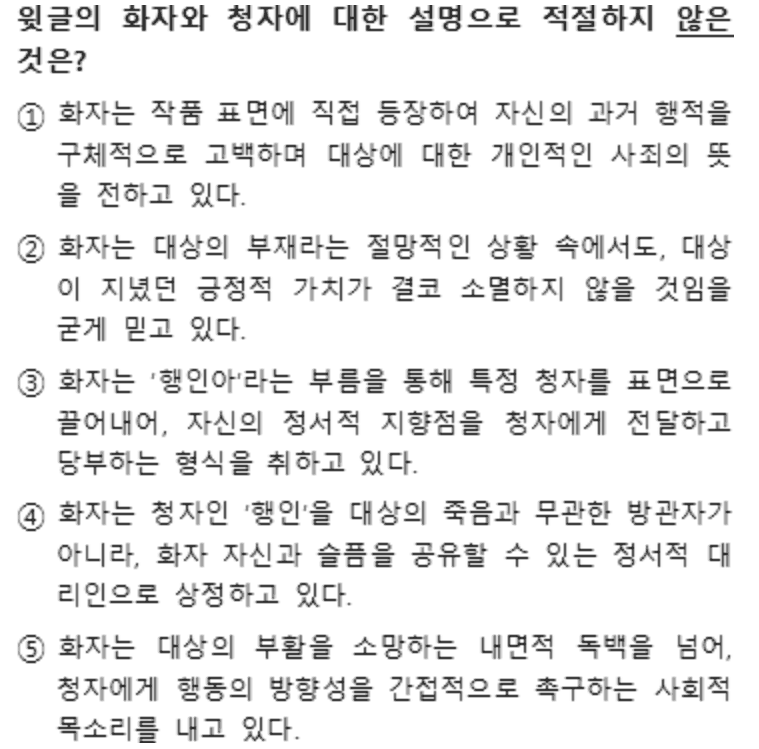 윗글의 화자와 청자에 대한 설명으로 적절하지 않은
것은?
① 화자는 작품 표면에 직접 등장하여 자신의 과거 행적을
구체적으로 고백하며 대상에 대한 개인적인 사죄의 뜻
을 전하고 있다.
② 화자는 대상의 부재라는 절망적인 상황 속에서도, 대상
이 지녔던 긍정적 가치가 결코 소멸하지 않을 것임을
굳게 믿고 있다.
③ 화자는 '행인아'라는 부름을 통해 특정 청자를 표면으로
끌어내어, 자신의 정서적 지향점을 청자에게 전달하고
당부하는 형식을 취하고 있다.
④ 화자는 청자인 '행인'을 대상의 죽음과 무관한 방관자가
아니라, 화자 자신과 슬픔을 공유할 수 있는 정서적 대
리인으로 상정하고 있다.
⑤ 화자는 대상의 부활을 소망하는 내면적 독백을 넘어,
청자에게 행동의 방향성을 간접적으로 촉구하는 사회적
목소리를 내고 있다.